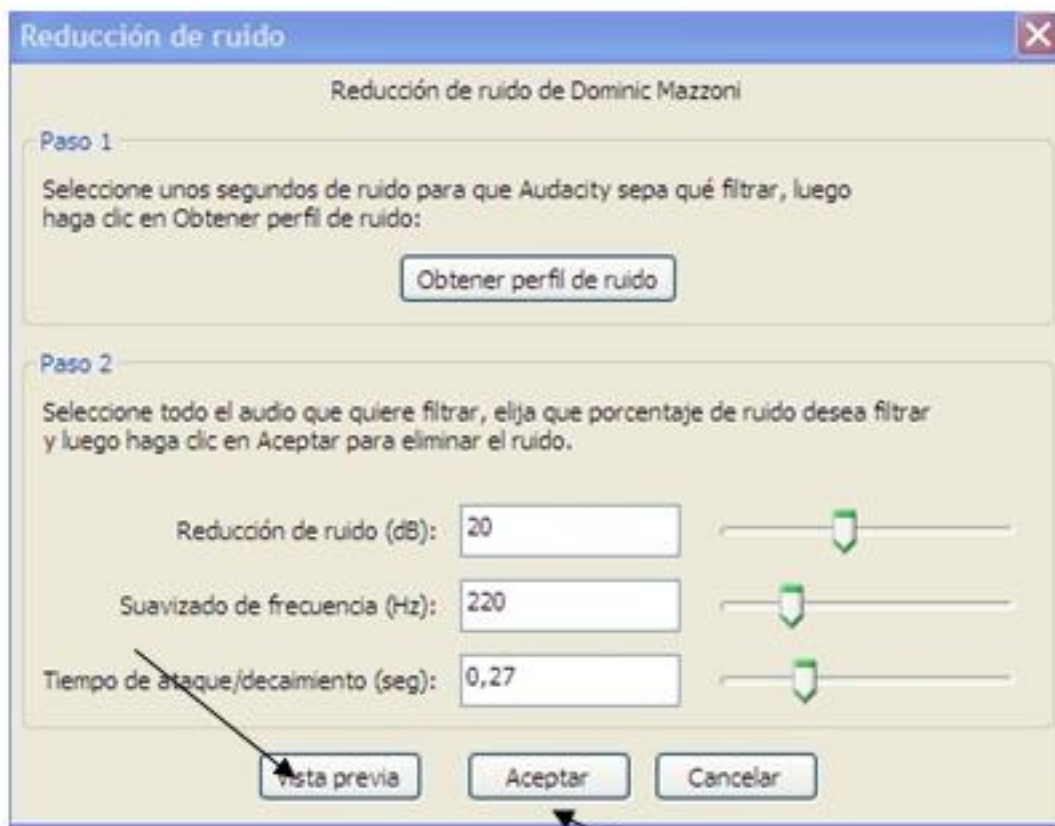 Reducción de ruido
Reducción de ruido de Dominic Mazzoni
Paso 1
Seleccione unos segundos de ruido para que Audacity sepa qué filtrar, luego
haga clic en Obtener perfil de ruido:
Obtener perfil de ruido
Paso 2
Seleccione todo el audio que quiere filtrar, elija que porcentaje de ruido desea filtrar
y luego haga clic en Aceptar para eliminar el ruido.
Reducción de ruido (dB): 20
Suavizado de frecuencia (Hz): 220
Tiempo de ataque/decaimiento (seg): 0,27
Vista previa Aceptar Cancelar